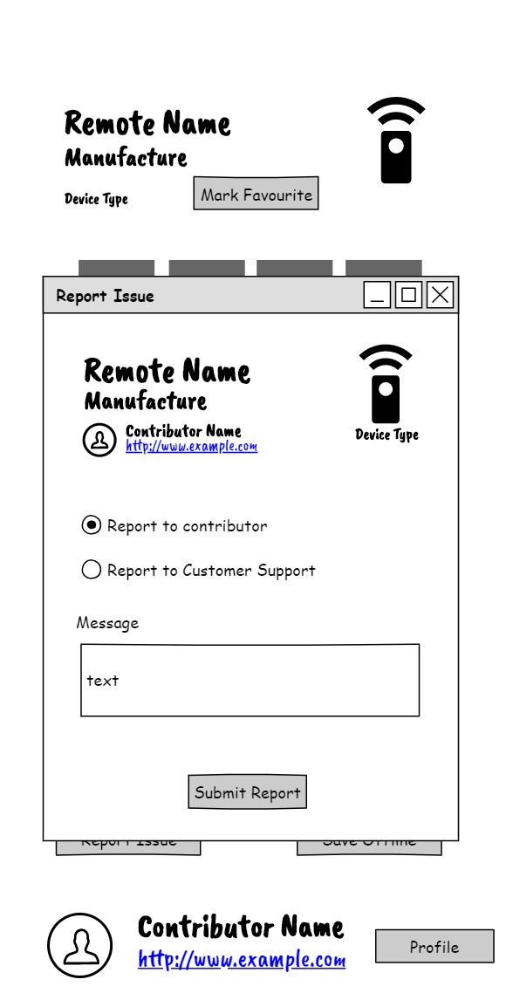 Remote Name
Manufacture
Device Type
Mark Favourite
Report Issue
Remote Name
Manufacture
Contributor Name
http://www.example.com
Device Type
Report to contributor
Report to Customer Support
Message
text
Submit Report
Report Issue
Save Offline
Contributor Name
http://www.example.com
Profile